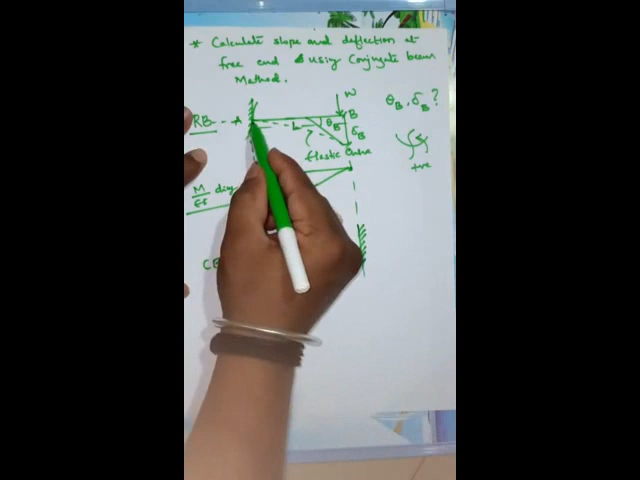 * Calculate slope and deflection at
free end & using Conjugate beam
Method.
W
θB, δB ?
RB - - - A
L
θB
B
δB
Elastic Curve
+ve
M/EI diag
CB